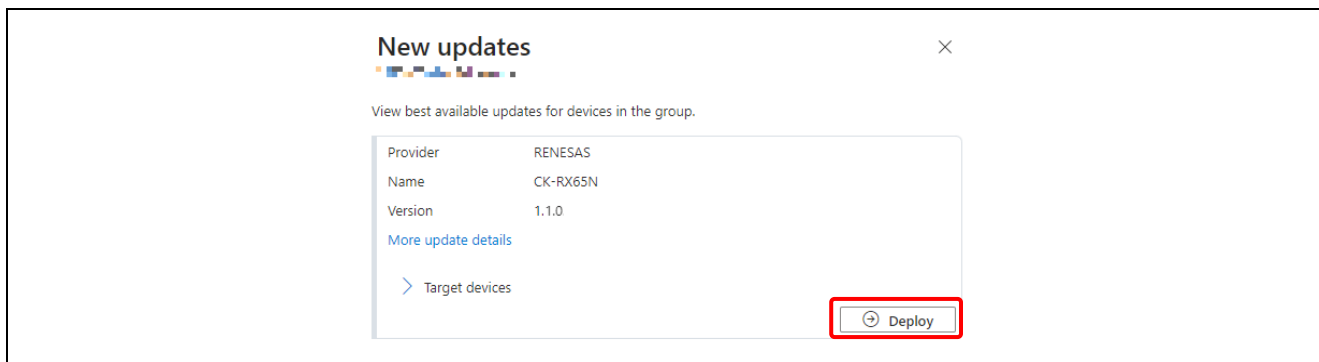 New updates
View best available updates for devices in the group.
Provider RENESAS
Name CK-RX65N
Version 1.1.0
More update details
Target devices
Deploy